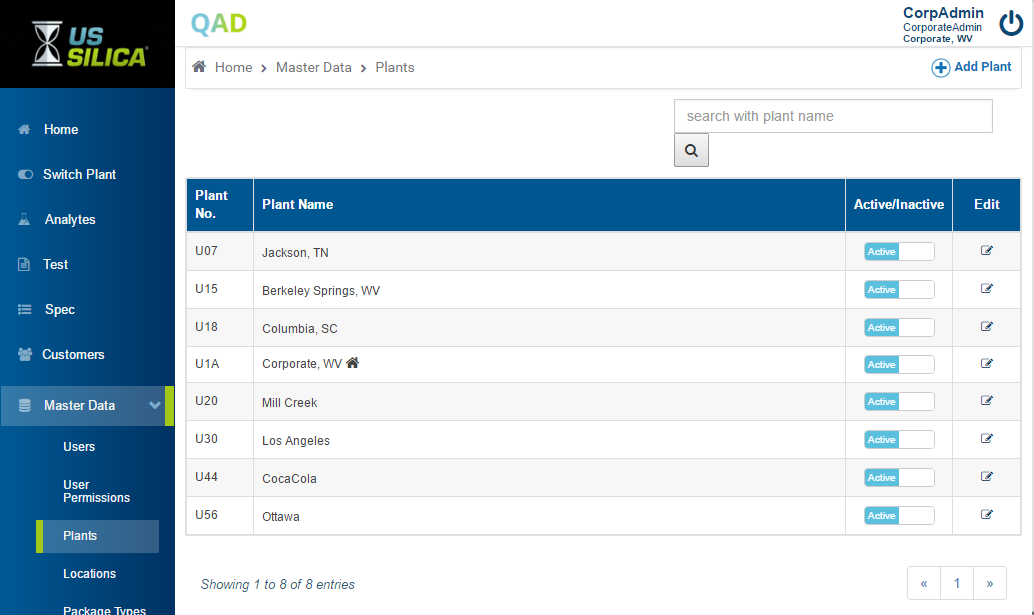 US
SILICA
QAD
CorpAdmin
CorporateAdmin
Corporate, WV
Home
Switch Plant
Analytes
Test
Spec
Customers
Master Data
Users
User
Permissions
Plants
Locations
Package Types
Home > Master Data > Plants
Add Plant
search with plant name
Plant No. Plant Name Active/Inactive Edit
U07 Jackson, TN Active
U15 Berkeley Springs, WV Active
U18 Columbia, SC Active
U1A Corporate, WV Active
U20 Mill Creek Active
U30 Los Angeles Active
U44 CocaCola Active
U56 Ottawa Active
Showing 1 to 8 of 8 entries
« 1 »